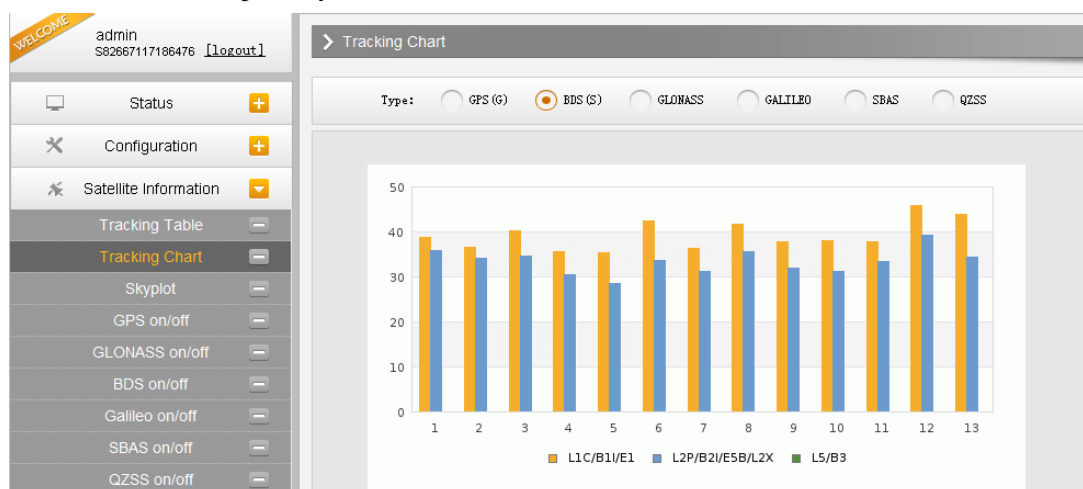 WELCOME
admin
S82667117186476 [logout]
Status
Configuration
Satellite Information
Tracking Table
Tracking Chart
Skyplot
GPS on/off
GLONASS on/off
BDS on/off
Galileo on/off
SBAS on/off
QZSS on/off
Tracking Chart
Type: GPS(G) BDS(S) GLONASS GALILEO SBAS QZSS
50
40
30
20
10
0
1 2 3 4 5 6 7 8 9 10 11 12 13
L1C/B1I/E1 L2P/B2I/E5B/L2X L5/B3